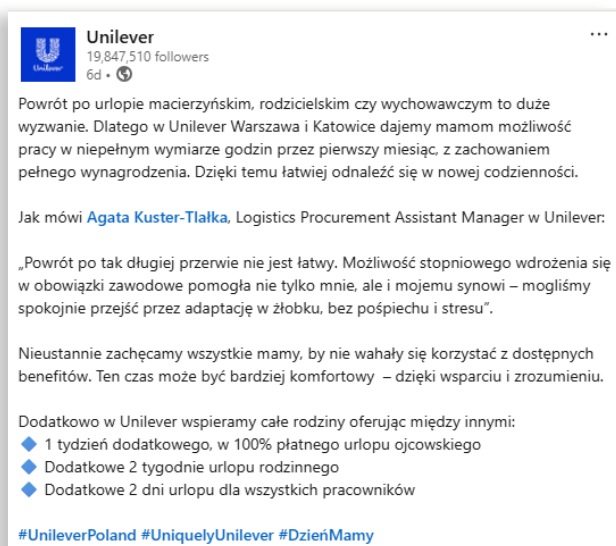 Unilever
19,847,510 followers
6d •
...
Unilever
Powrót po urlopie macierzyńskim, rodzicielskim czy wychowawczym to duże
wyzwanie. Dlatego w Unilever Warszawa i Katowice dajemy mamom możliwość
pracy w niepełnym wymiarze godzin przez pierwszy miesiąc, z zachowaniem
pełnego wynagrodzenia. Dzięki temu łatwiej odnaleźć się w nowej codzienności.
Jak mówi Agata Kuster-Tlałka, Logistics Procurement Assistant Manager w Unilever:
„Powrót po tak długiej przerwie nie jest łatwy. Możliwość stopniowego wdrożenia się
w obowiązki zawodowe pomogła nie tylko mnie, ale i mojemu synowi – mogliśmy
spokojnie przejść przez adaptację w żłobku, bez pośpiechu i stresu”.
Nieustannie zachęcamy wszystkie mamy, by nie wahały się korzystać z dostępnych
benefitów. Ten czas może być bardziej komfortowy – dzięki wsparciu i zrozumieniu.
Dodatkowo w Unilever wspieramy całe rodziny oferując między innymi:
🔷 1 tydzień dodatkowego, w 100% płatnego urlopu ojcowskiego
🔷 Dodatkowe 2 tygodnie urlopu rodzinnego
🔷 Dodatkowe 2 dni urlopu dla wszystkich pracowników
#UnileverPoland #UniquelyUnilever #DzieńMamy